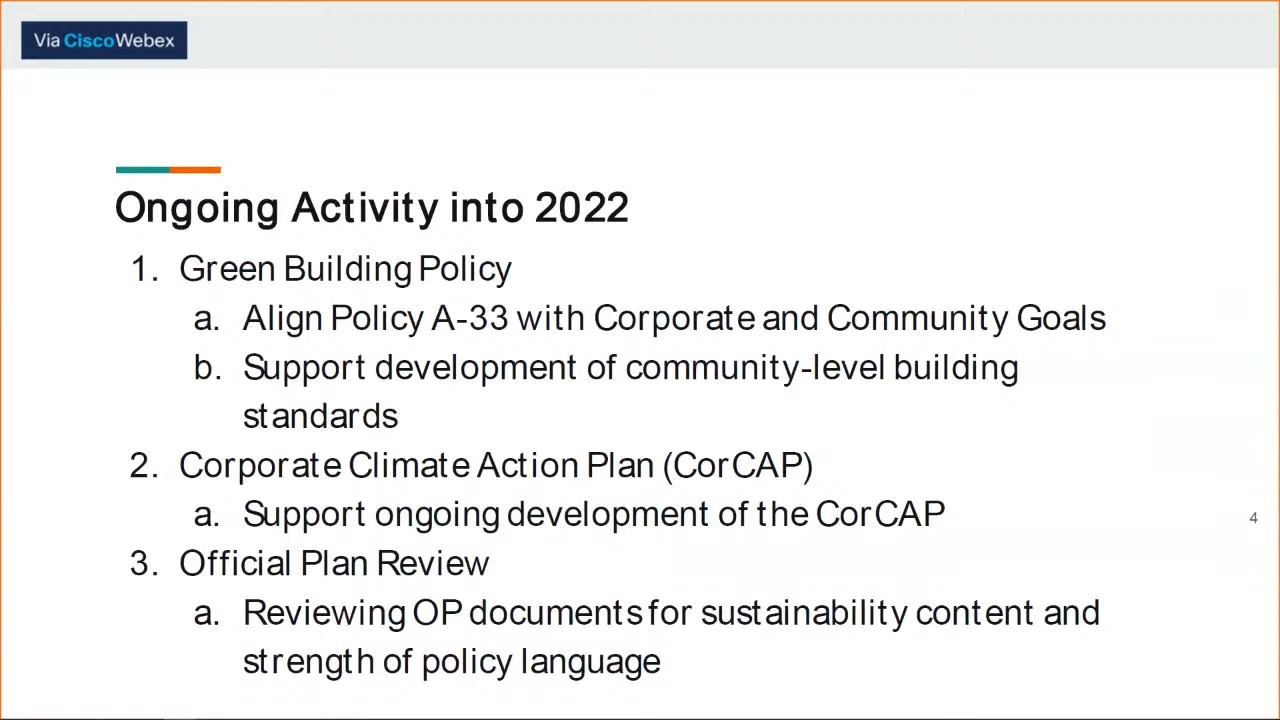 Via CiscoWebex
Ongoing Activity into 2022
1. Green Building Policy
a. Align Policy A-33 with Corporate and Community Goals
b. Support development of community-level building
standards
2. Corporate Climate Action Plan (CorCAP)
a. Support ongoing development of the CorCAP
4
3. Official Plan Review
a. Reviewing OP documents for sustainability content and
strength of policy language